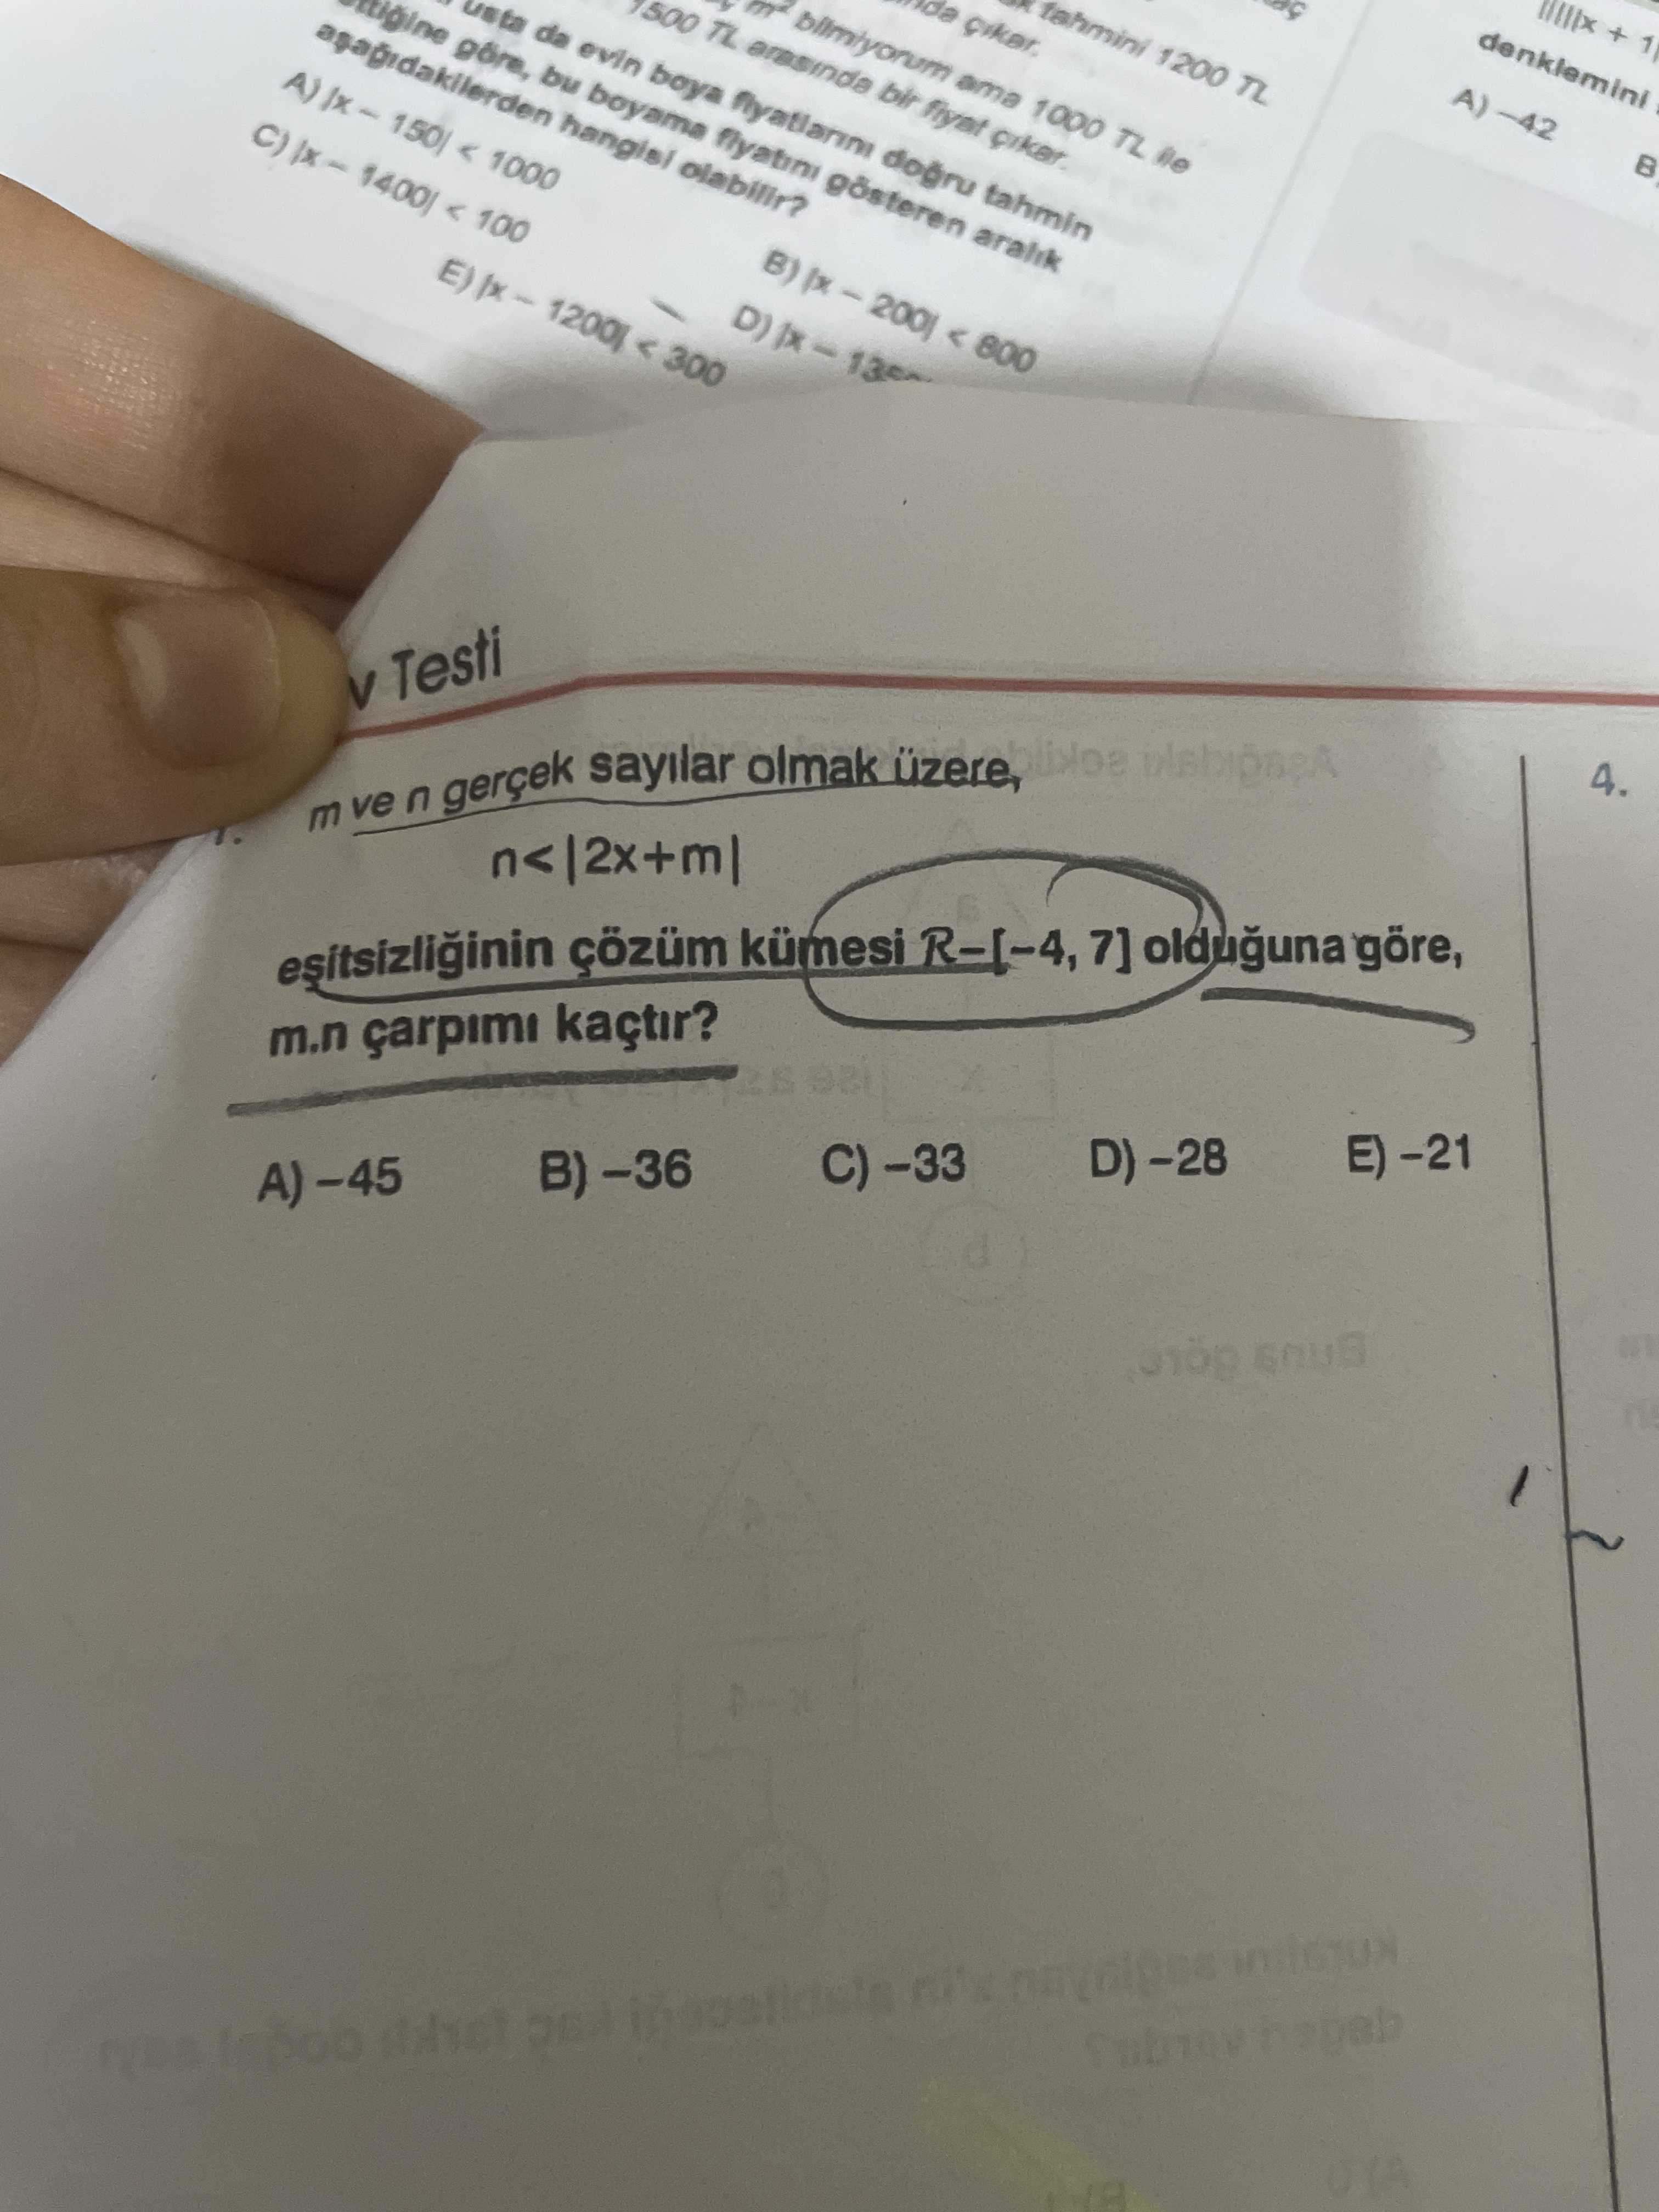 tahmini 1200 TL
çıkar.
m² bilmiyorum ama 1000 TL ile
1500 TL arasında bir fiyat çıkar.
usta da evin boya fiyatlarını doğru tahmin
ettiğine göre, bu boyama fiyatını gösteren aralık
aşağıdakilerden hangisi olabilir?
A) |x – 150| < 1000
B) |x – 200| < 800
C) |x – 1400| < 100
E) |x – 1200| < 300
|x + 1|
denklemini
A) –42
Testi
m ve n gerçek sayılar olmak üzere,
n<|2x+m|
eşitsizliğinin çözüm kümesi R–[–4, 7] olduğuna göre,
m.n çarpımı kaçtır?
A) –45 B) –36 C) –33 D) –28 E) –21
4.